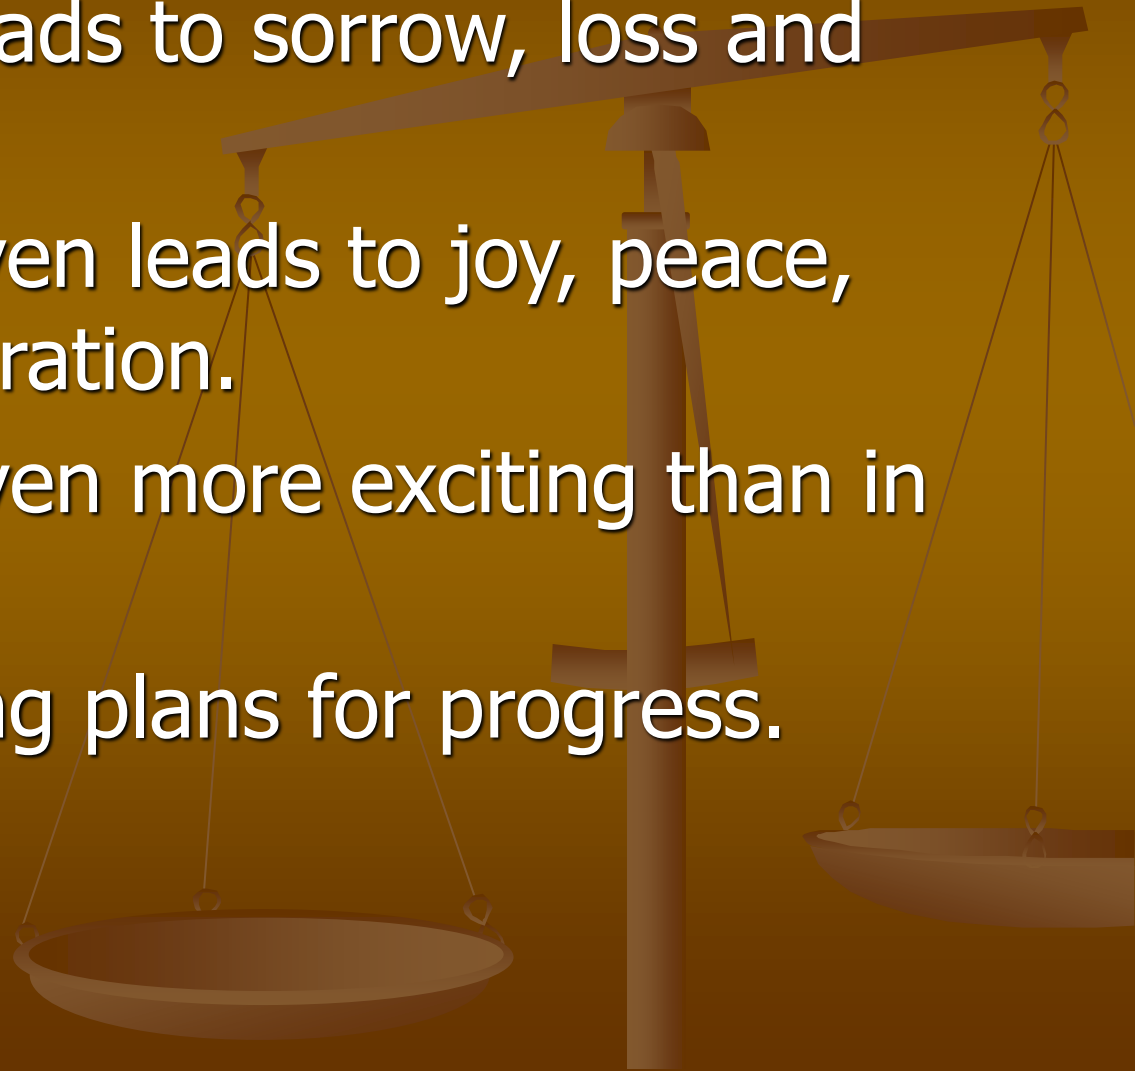 ads to sorrow, loss and
ven leads to joy, peace,
ration.
ven more exciting than in
ng plans for progress.